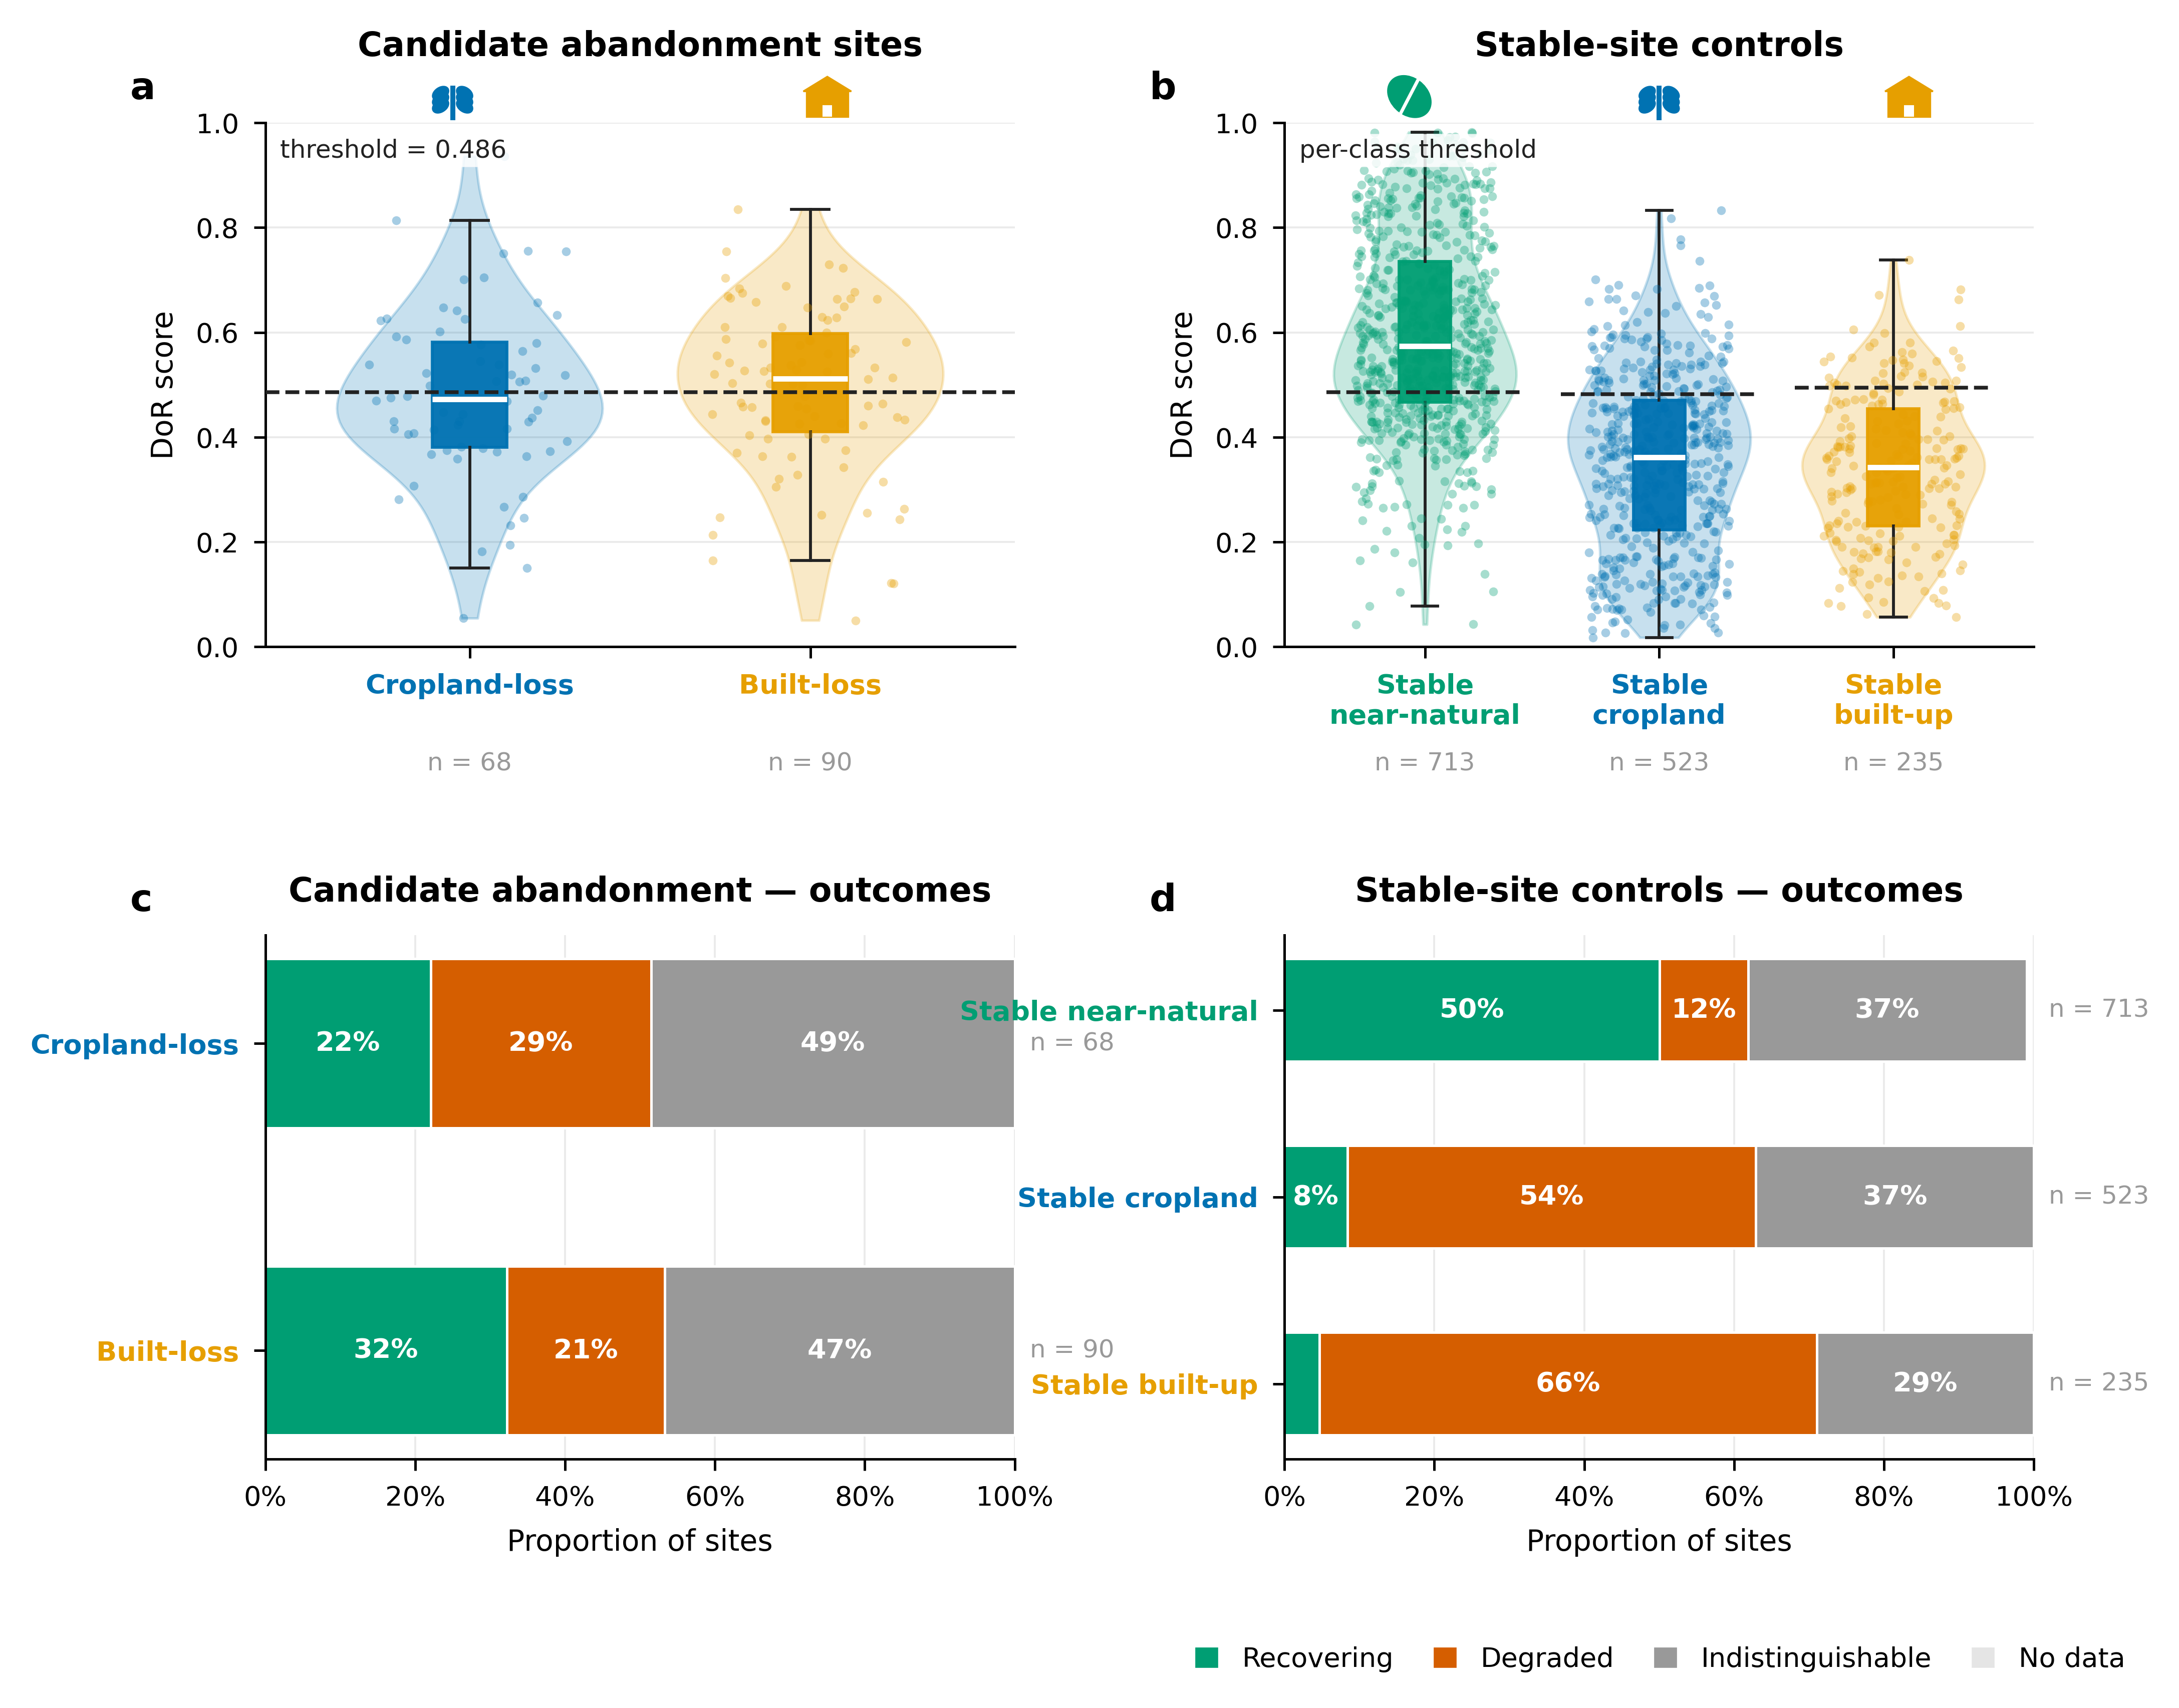 Candidate abandonment sites
a
threshold = 0.486
1.0
0.8
0.6
0.4
0.2
0.0
DoR score
Cropland-loss
Built-loss
n = 68
n = 90
Stable-site controls
b
per-class threshold
1.0
0.8
0.6
0.4
0.2
0.0
DoR score
Stable
near-natural
Stable
cropland
Stable
built-up
n = 713
n = 523
n = 235
Candidate abandonment — outcomes
c
Cropland-loss
22%
29%
49%
n = 68
Built-loss
32%
21%
47%
n = 90
0%
20%
40%
60%
80%
100%
Proportion of sites
Stable-site controls — outcomes
d
Stable near-natural
50%
12%
37%
n = 713
Stable cropland
8%
54%
37%
n = 523
Stable built-up
66%
29%
n = 235
0%
20%
40%
60%
80%
100%
Proportion of sites
Recovering
Degraded
Indistinguishable
No data